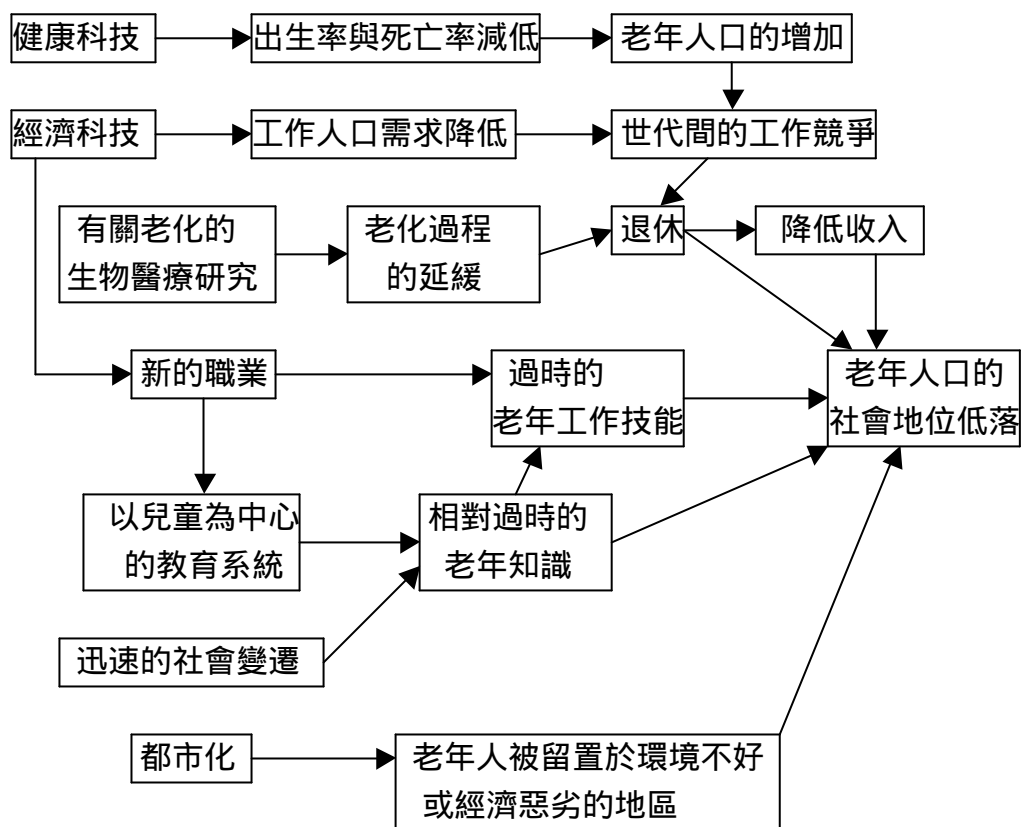 健康科技
出生率與死亡率減低
老年人口的增加
經濟科技
工作人口需求降低
世代間的工作競爭
有關老化的
生物醫療研究
老化過程
的延緩
退休
降低收入
新的職業
過時的
老年工作技能
老年人口的
社會地位低落
以兒童為中心
的教育系統
相對過時的
老年知識
迅速的社會變遷
都市化
老年人被留置於環境不好
或經濟惡劣的地區